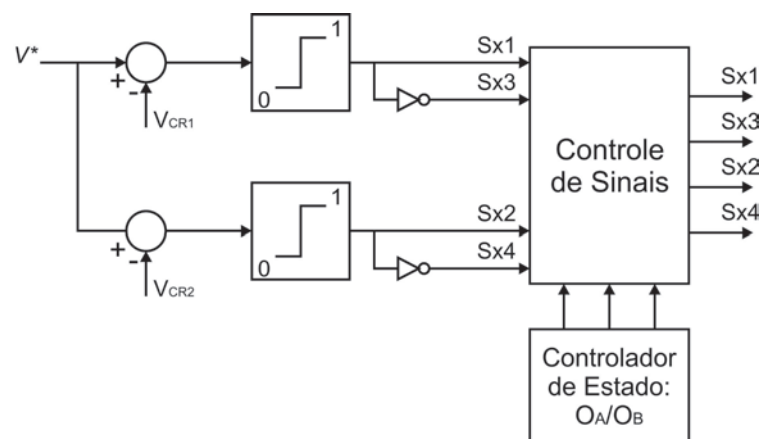 V*
+
-
VCR1
0
1
Sx1
Sx3
+
-
VCR2
0
1
Sx2
Sx4
Controle
de Sinais
Sx1
Sx3
Sx2
Sx4
Controlador
de Estado:
OA/OB